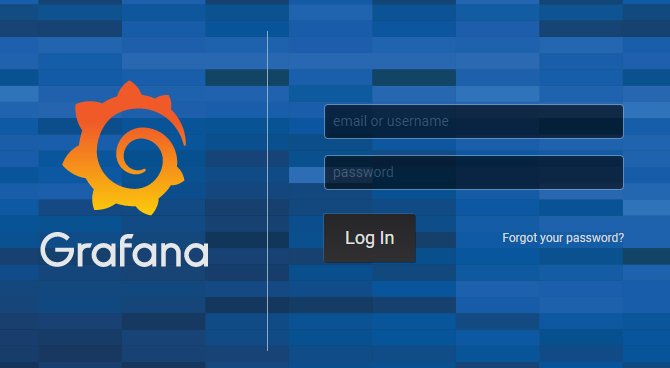 email or username
password
Log In
Forgot your password?
Grafana